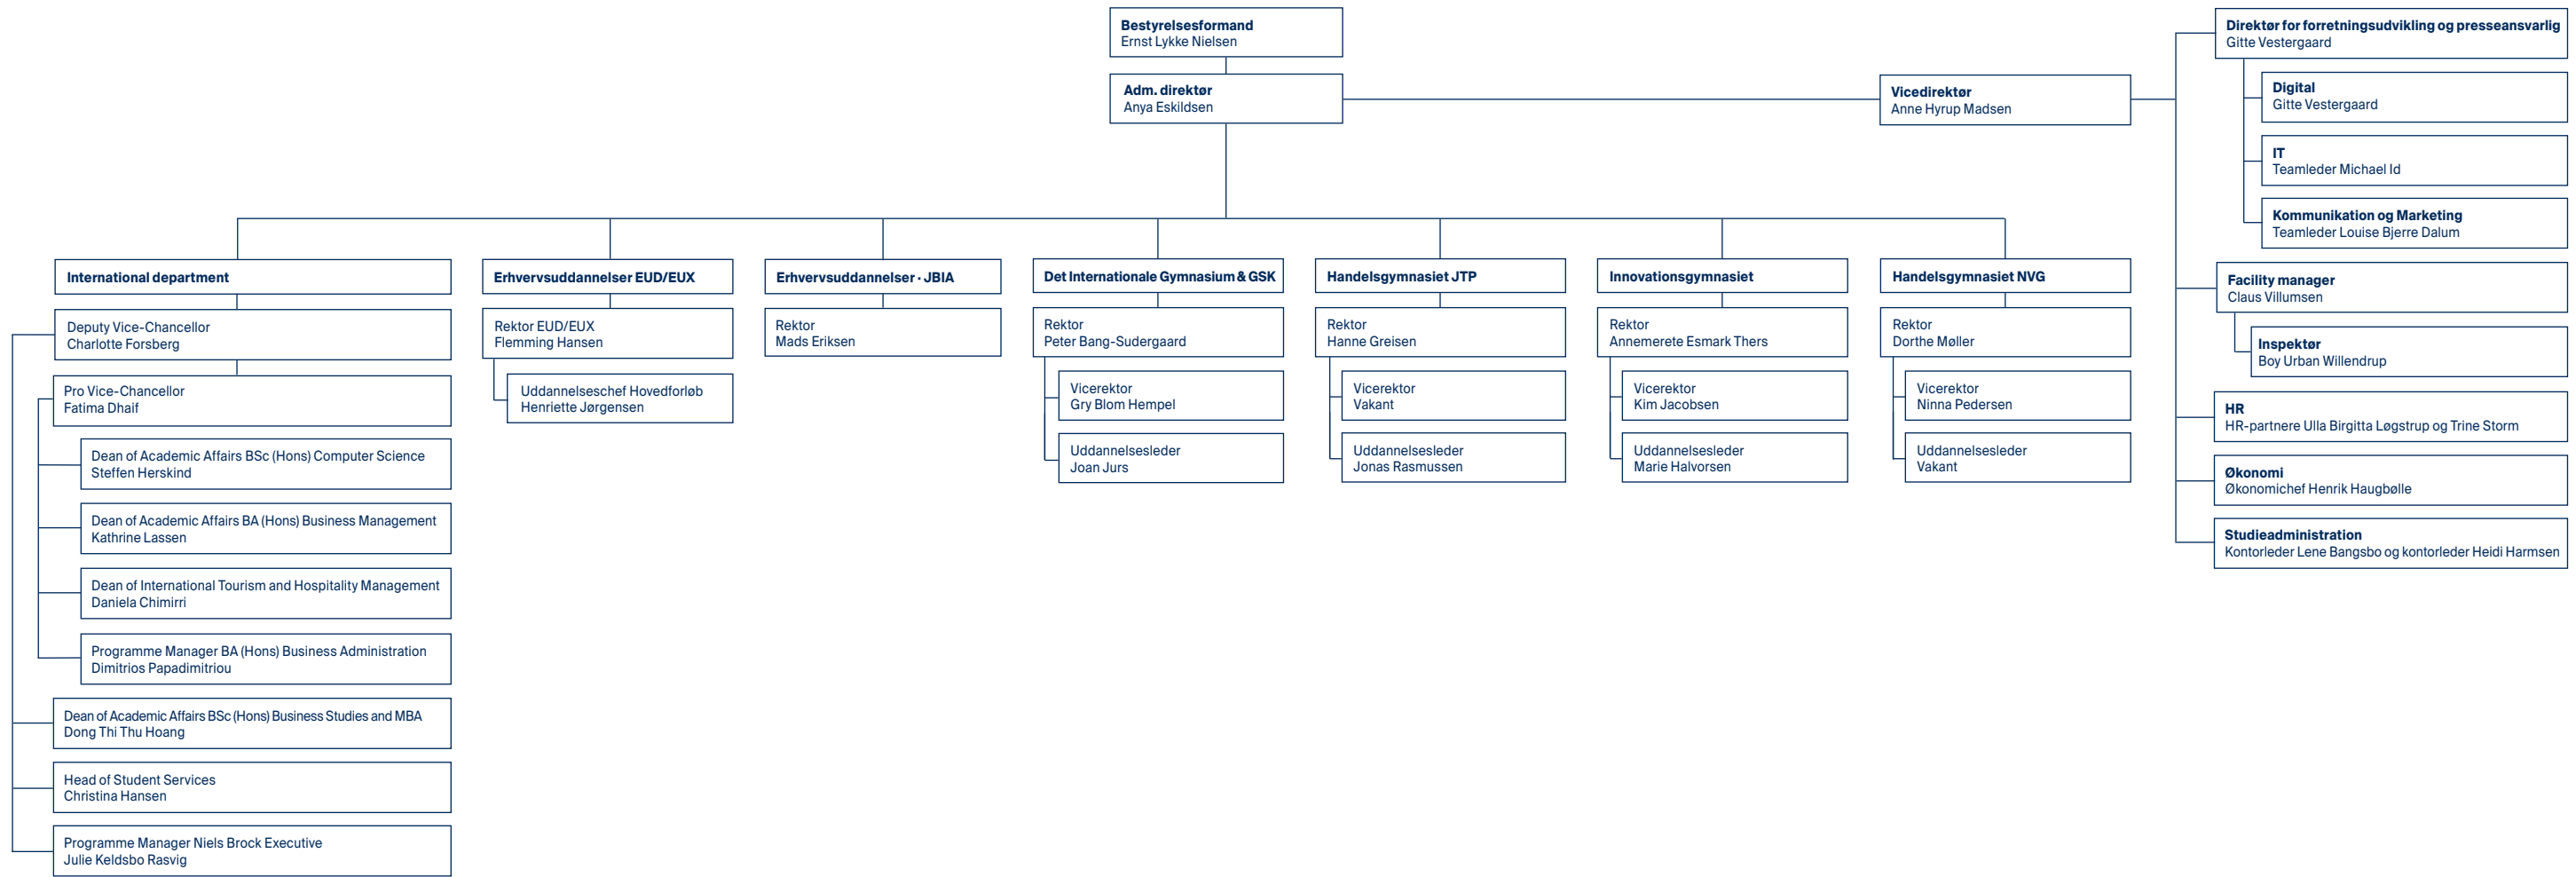 Bestyrelsesformand
Ernst Lykke Nielsen
Adm. direktør
Anya Eskildsen
Vicedirektør
Anne Hyrup Madsen
Direktør for forretningsudvikling og presseansvarlig
Gitte Vestergaard
Digital
Gitte Vestergaard
IT
Teamleder Michael Id
Kommunikation og Marketing
Teamleder Louise Bjerre Dalum
Facility manager
Claus Villumsen
Inspektør
Boy Urban Willendrup
HR
HR-partnere Ulla Birgitta Løgstrup og Trine Storm
Økonomi
Økonomichef Henrik Haugbølle
Studieadministration
Kontorleder Lene Bangsbo og kontorleder Heidi Harmsen
International department
Deputy Vice-Chancellor
Charlotte Forsberg
Pro Vice-Chancellor
Fatima Dhaif
Dean of Academic Affairs BSc (Hons) Computer Science
Steffen Herskind
Dean of Academic Affairs BA (Hons) Business Management
Kathrine Lassen
Dean of International Tourism and Hospitality Management
Daniela Chimirri
Programme Manager BA (Hons) Business Administration
Dimitrios Papadimitriou
Dean of Academic Affairs BSc (Hons) Business Studies and MBA
Dong Thi Thu Hoang
Head of Student Services
Christina Hansen
Programme Manager Niels Brock Executive
Julie Keldsbo Rasvig
Erhvervsuddannelser EUD/EUX
Rektor EUD/EUX
Flemming Hansen
Uddannelseschef Hovedforløb
Henriette Jørgensen
Erhvervsuddannelser · JBIA
Rektor
Mads Eriksen
Det Internationale Gymnasium & GSK
Rektor
Peter Bang-Sudergaard
Vicerektor
Gry Blom Hempel
Uddannelsesleder
Joan Jurs
Handelsgymnasiet JTP
Rektor
Hanne Greisen
Vicerektor
Vakant
Uddannelsesleder
Jonas Rasmussen
Innovationsgymnasiet
Rektor
Annemerete Esmark Thers
Vicerektor
Kim Jacobsen
Uddannelsesleder
Marie Halvorsen
Handelsgymnasiet NVG
Rektor
Dorthe Møller
Vicerektor
Ninna Pedersen
Uddannelsesleder
Vakant